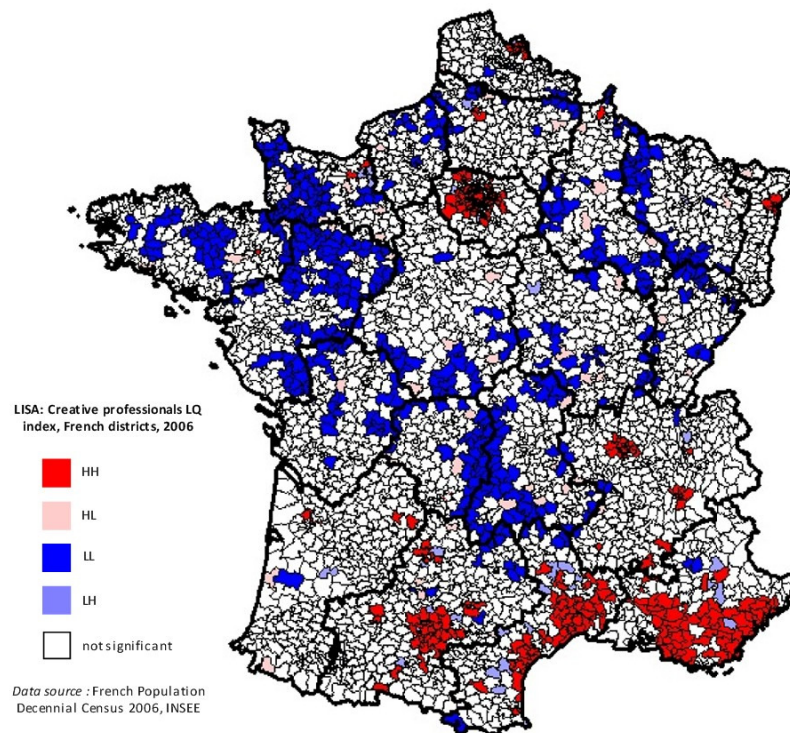 LISA: Creative professionals LQ
index, French districts, 2006
HH
HL
LL
LH
not significant
Data source : French Population
Decennial Census 2006, INSEE